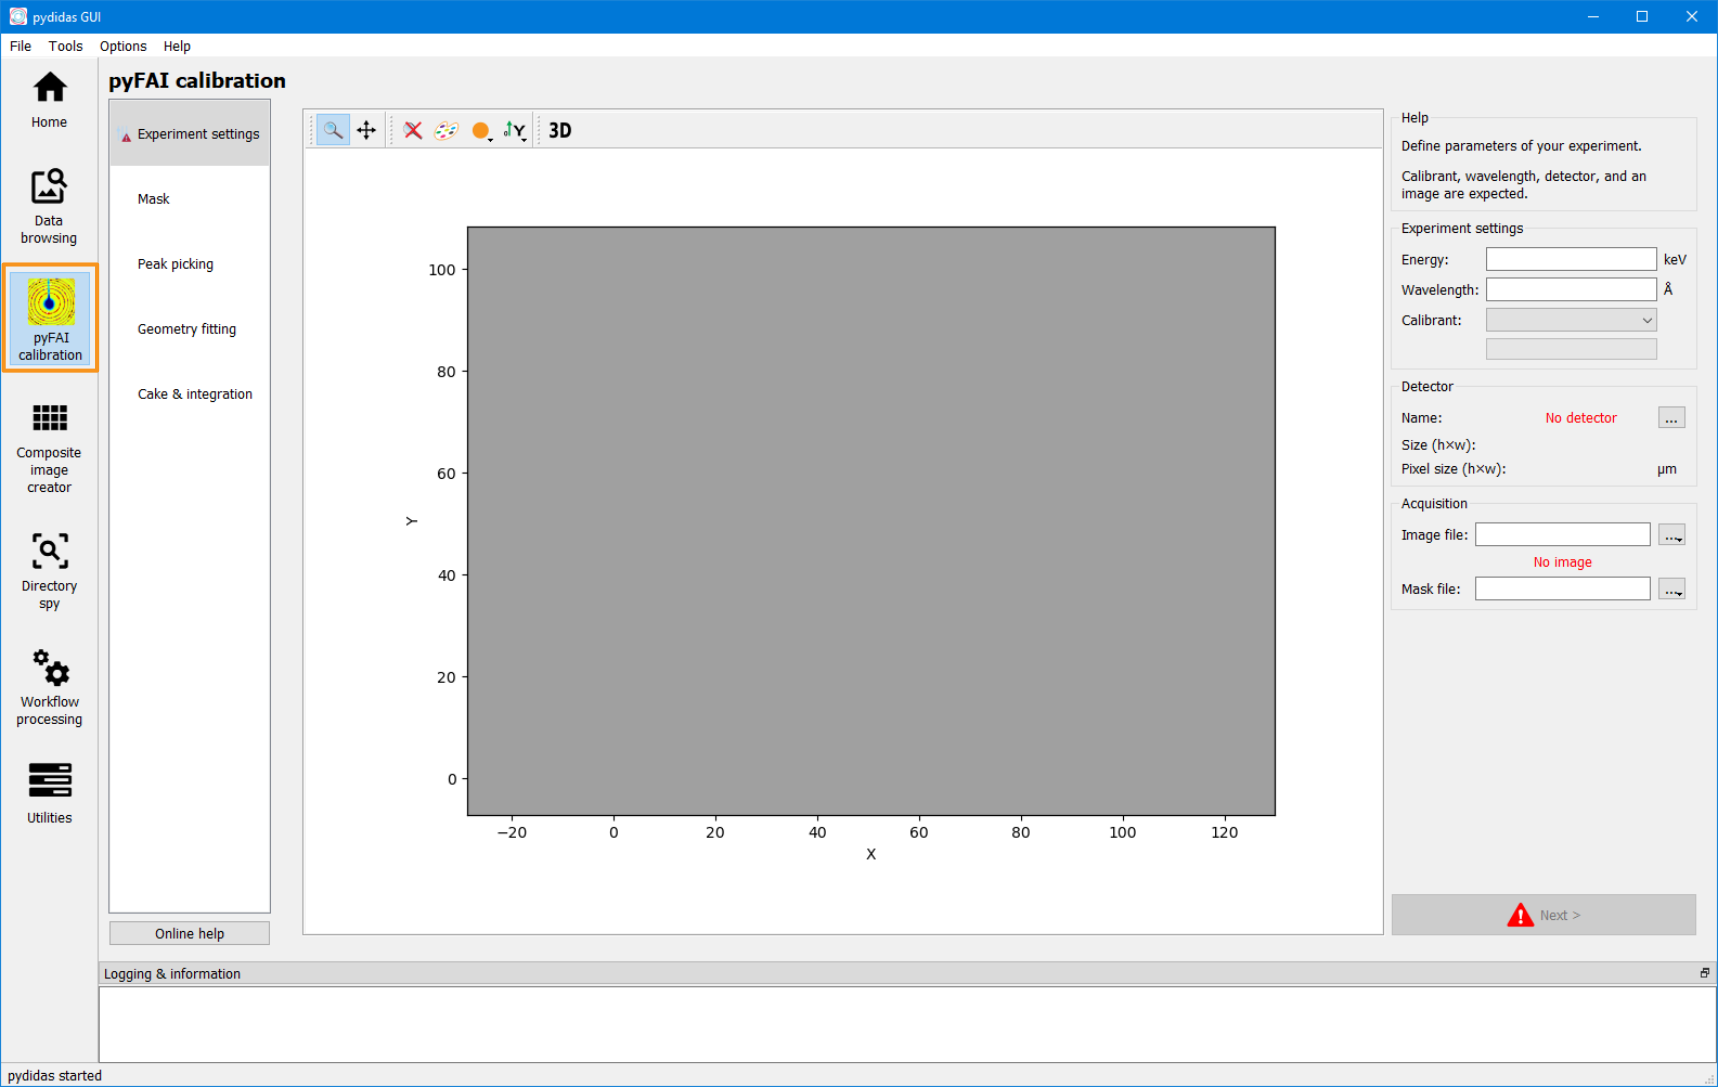 pydidas GUI
File Tools Options Help
Home
Data
browsing
pyFAI
calibration
Composite
image
creator
Directory
spy
Workflow
processing
Utilities
pyFAI calibration
Experiment settings
Mask
Peak picking
Geometry fitting
Cake & integration
Online help
Y
3D
100
80
60
40
20
0
Y
−20 0 20 40 60 80 100 120
X
Help
Define parameters of your experiment.
Calibrant, wavelength, detector, and an
image are expected.
Experiment settings
Energy: keV
Wavelength: Å
Calibrant:
Detector
Name: No detector ...
Size (h×w):
Pixel size (h×w): µm
Acquisition
Image file: ...
No image
Mask file: ...
Next >
Logging & information
pydidas started